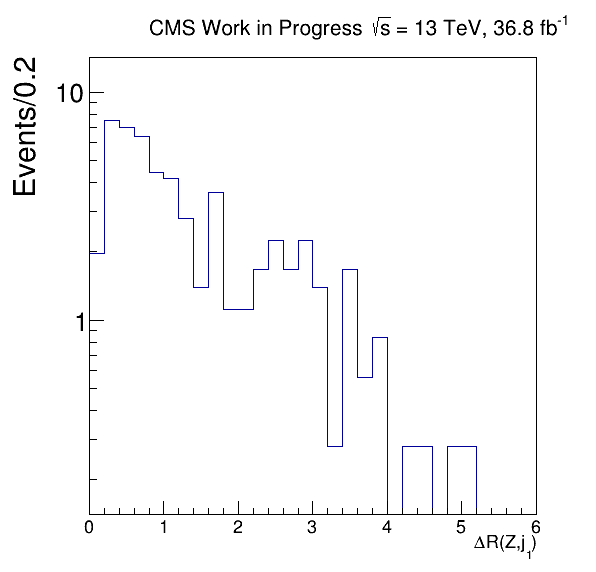 CMS Work in Progress √s = 13 TeV, 36.8 fb⁻¹
Events/0.2
10
1
0 1 2 3 4 5 6
ΔR(Z,j₁)